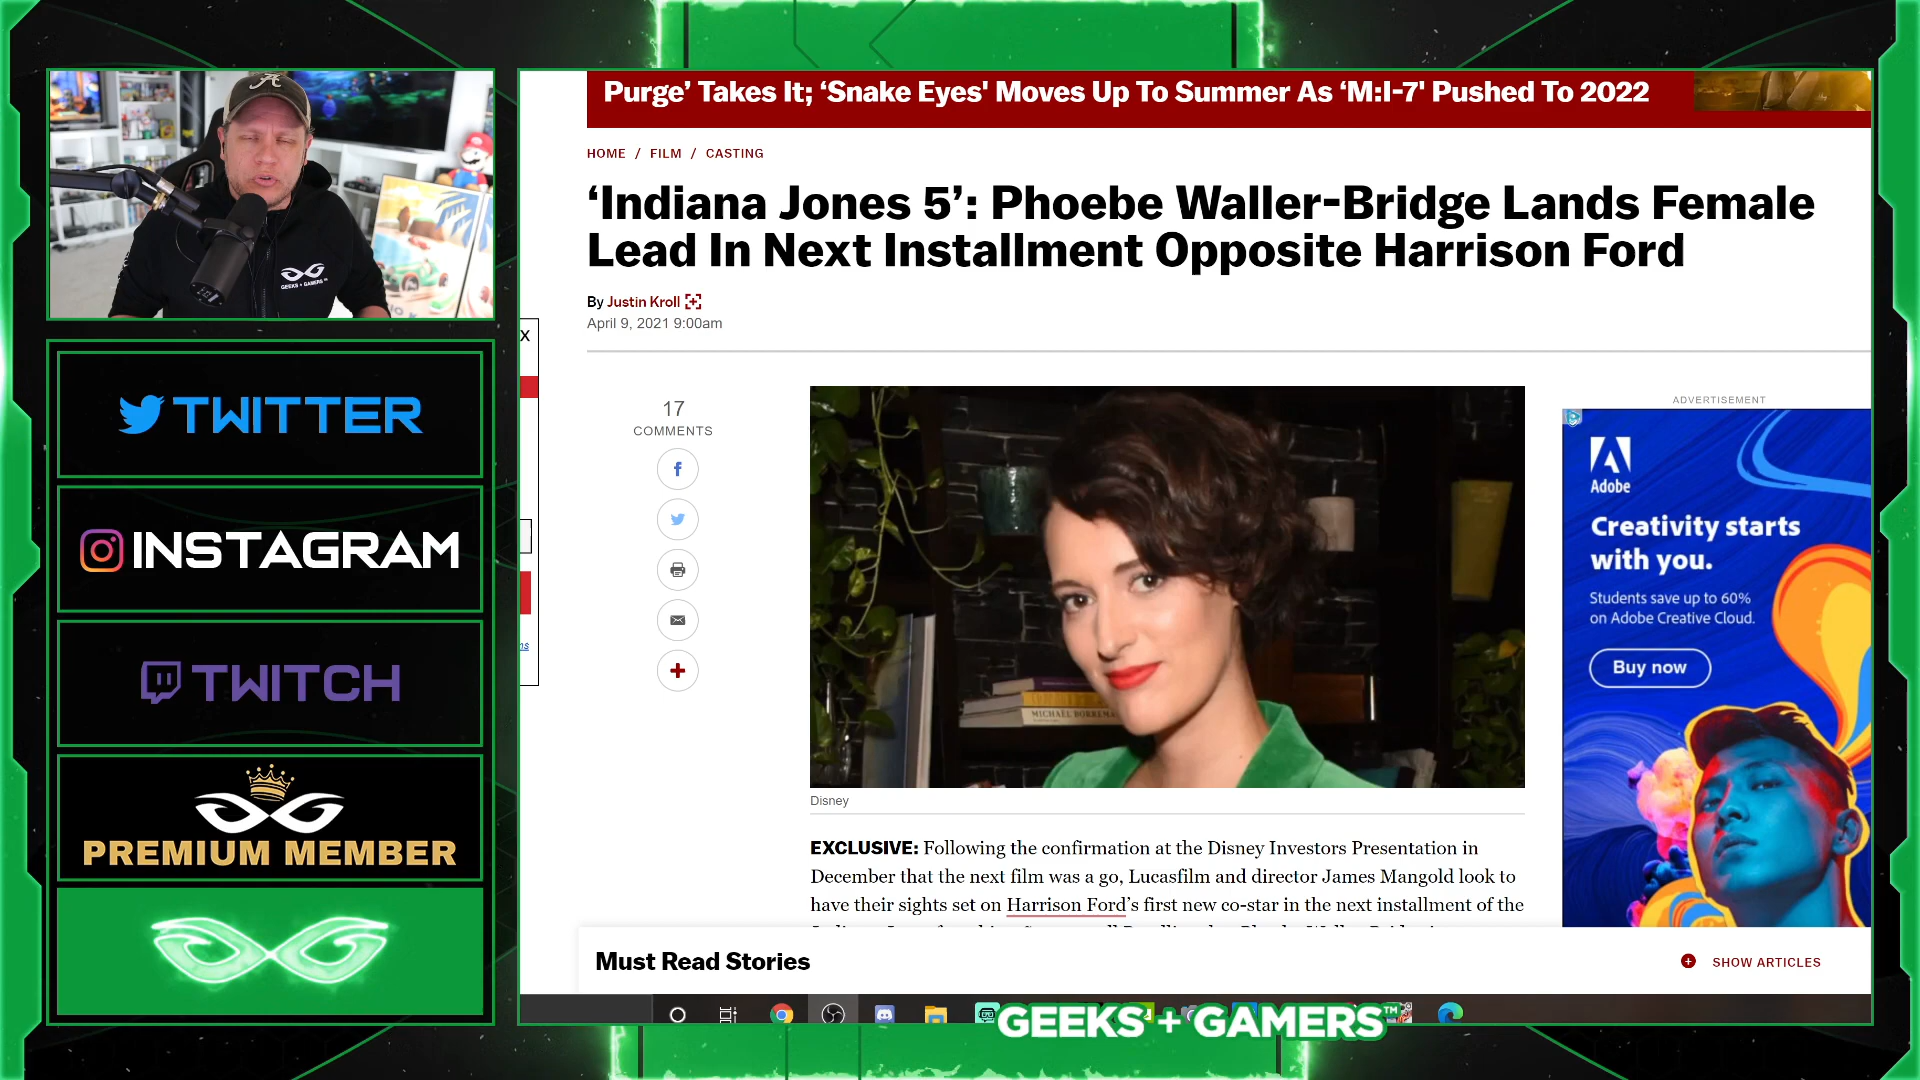 Purge’ Takes It; ‘Snake Eyes' Moves Up To Summer As ‘M:I-7' Pushed To 2022
HOME / FILM / CASTING
‘Indiana Jones 5’: Phoebe Waller-Bridge Lands Female
Lead In Next Installment Opposite Harrison Ford
By Justin Kroll
April 9, 2021 9:00am
X
17
COMMENTS
ADVERTISEMENT
Adobe
Creativity starts
with you.
Students save up to 60%
on Adobe Creative Cloud.
Buy now
MICHAEL BORREMA
Disney
EXCLUSIVE: Following the confirmation at the Disney Investors Presentation in
December that the next film was a go, Lucasfilm and director James Mangold look to
have their sights set on Harrison Ford’s first new co-star in the next installment of the
Must Read Stories
SHOW ARTICLES
GEEKS + GAMERS™
GEEKS + GAMERS
TWITTER
INSTAGRAM
TWITCH
PREMIUM MEMBER